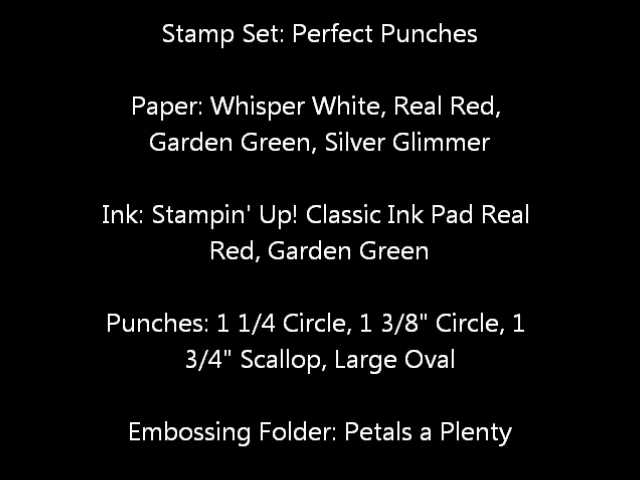 Stamp Set: Perfect Punches
Paper: Whisper White, Real Red,
Garden Green, Silver Glimmer
Ink: Stampin' Up! Classic Ink Pad Real
Red, Garden Green
Punches: 1 1/4 Circle, 1 3/8" Circle, 1
3/4" Scallop, Large Oval
Embossing Folder: Petals a Plenty